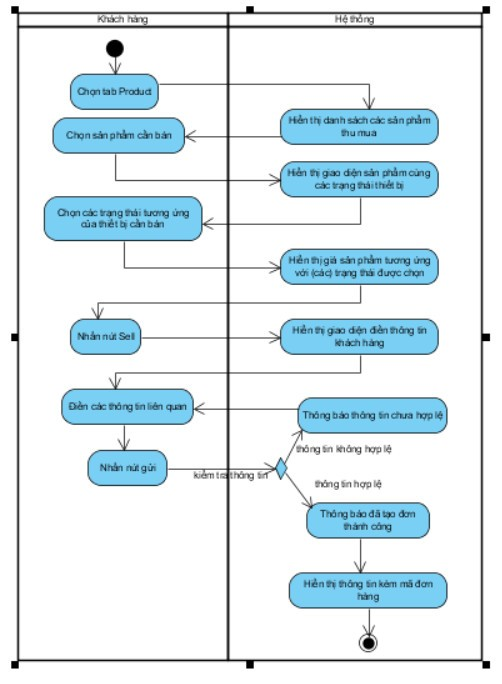 Khách hàng
Hệ thống
Chọn tab Product
Hiển thị danh sách các sản phẩm
thu mua
Chọn sản phẩm cần bán
Hiển thị giao diện sản phẩm cùng
các trạng thái thiết bị
Chọn các trạng thái tương ứng
của thiết bị cần bán
Hiển thị giá sản phẩm tương ứng
với (các) trạng thái được chọn
Nhấn nút Sell
Hiển thị giao diện điền thông tin
khách hàng
Điền các thông tin liên quan
Thông báo thông tin chưa hợp lệ
thông tin không hợp lệ
Nhấn nút gửi
kiểm tra thông tin
thông tin hợp lệ
Thông báo đã tạo đơn
thành công
Hiển thị thông tin kèm mã đơn
hàng